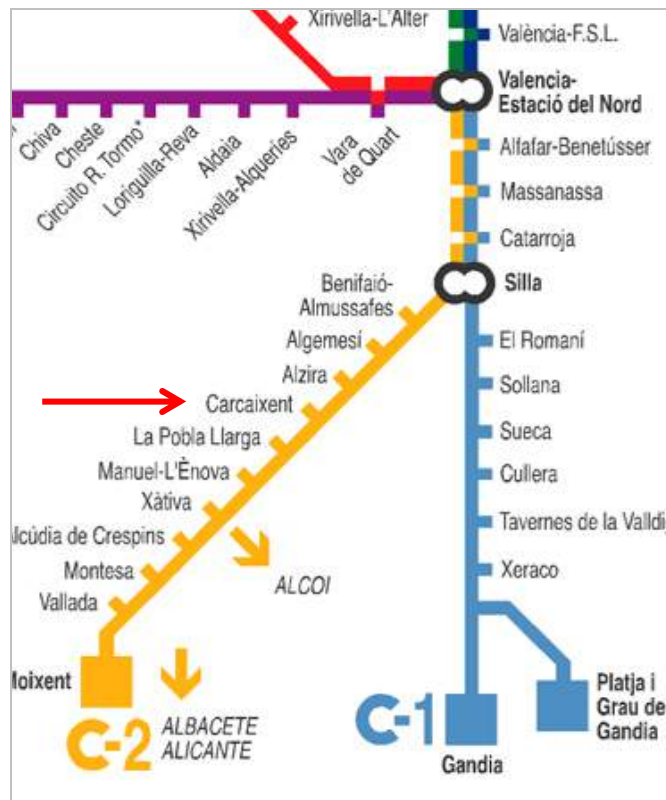 Xirivella-L'Alter
València-F.S.L.
Valencia-
Estació del Nord
Chiva
Cheste
Circuito R. Tormo*
Loriguilla-Reva
Aldaia
Xirivella-Alqueries
Vara
de Quart
Alfafar-Benetússer
Massanassa
Catarroja
Silla
Benifaió-
Almussafes
Algemesí
Alzira
Carcaixent
La Pobla Llarga
Manuel-L'Ènova
Xàtiva
lcúdia de Crespins
Montesa
Vallada
El Romaní
Sollana
Sueca
Cullera
Tavernes de la Valldi
Xeraco
ALCOI
Moixent
C-2
ALBACETE
ALICANTE
C-1
Gandia
Platja i
Grau de
Gandia